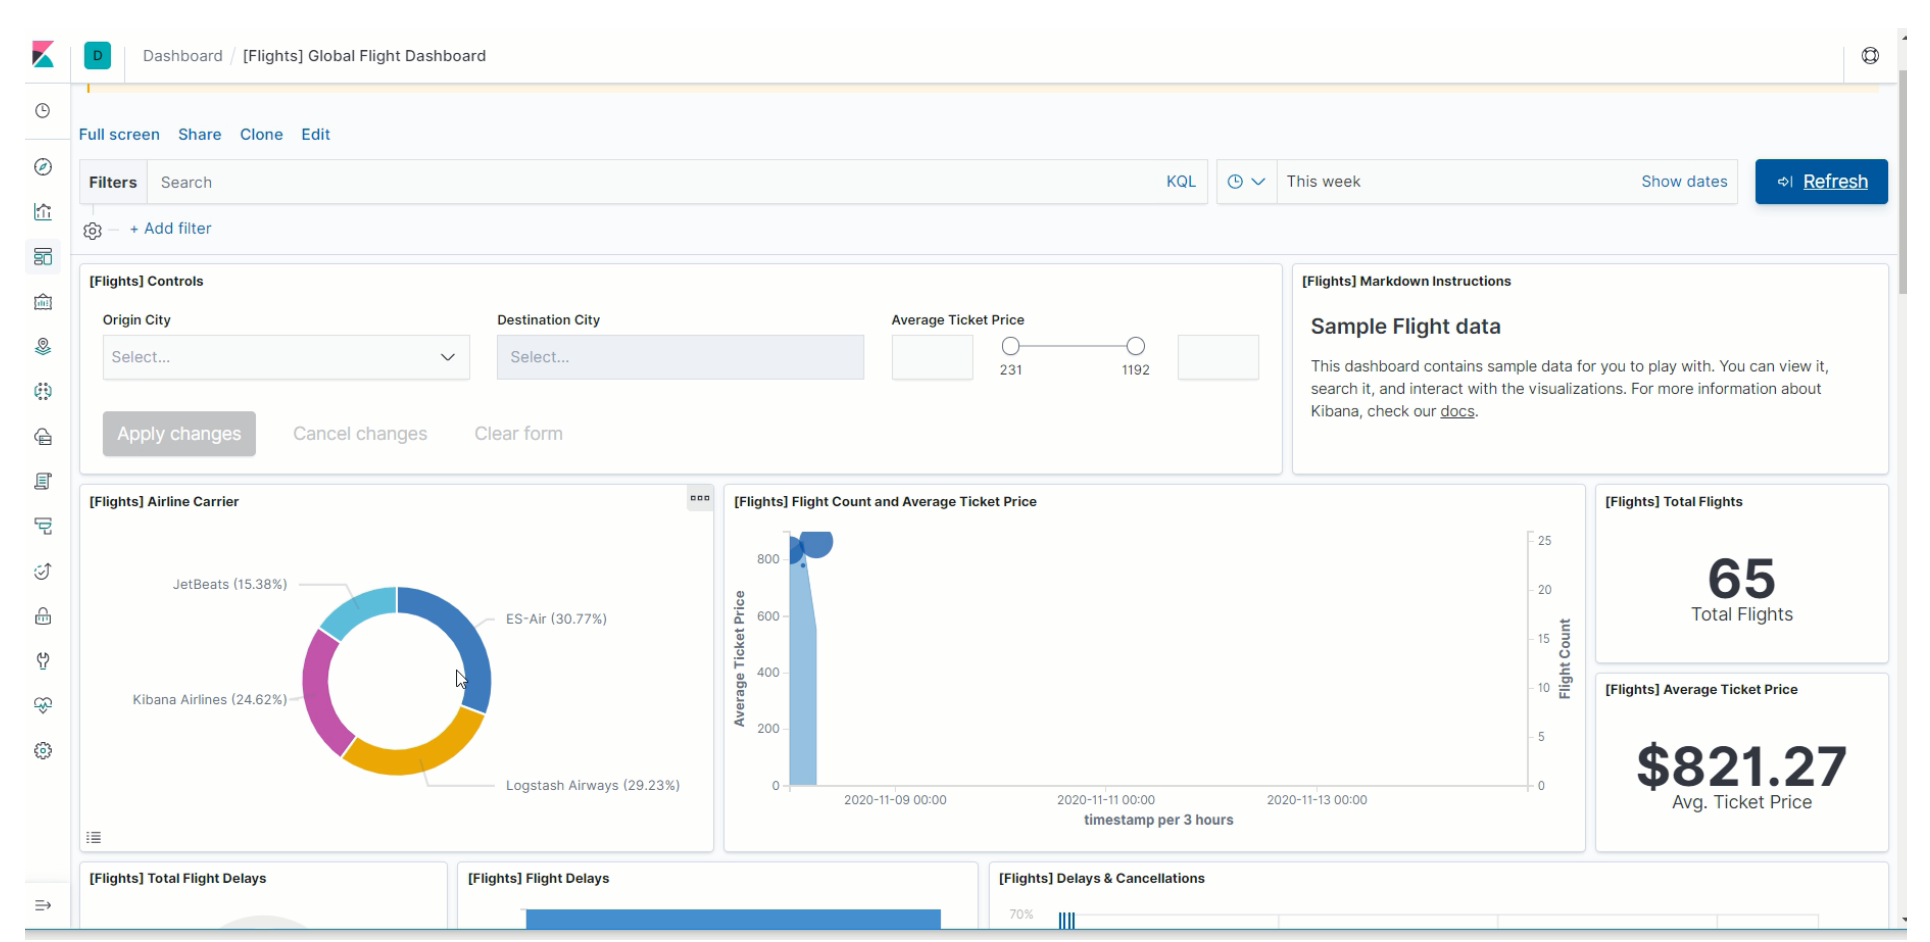 D
Dashboard / [Flights] Global Flight Dashboard
Full screen Share Clone Edit
Filters Search KQL This week Show dates Refresh
+ Add filter
[Flights] Controls
Origin City Destination City Average Ticket Price
Select... Select...
231 1192
Apply changes Cancel changes Clear form
[Flights] Markdown Instructions
Sample Flight data
This dashboard contains sample data for you to play with. You can view it,
search it, and interact with the visualizations. For more information about
Kibana, check our docs.
[Flights] Airline Carrier
JetBeats (15.38%)
ES-Air (30.77%)
Kibana Airlines (24.62%)
Logstash Airways (29.23%)
[Flights] Flight Count and Average Ticket Price
Average Ticket Price
800
600
400
200
0
25
20
15
10
5
0
Flight Count
2020-11-09 00:00 2020-11-11 00:00 2020-11-13 00:00
timestamp per 3 hours
[Flights] Total Flights
65
Total Flights
[Flights] Average Ticket Price
$821.27
Avg. Ticket Price
[Flights] Total Flight Delays
[Flights] Flight Delays
[Flights] Delays & Cancellations
70%